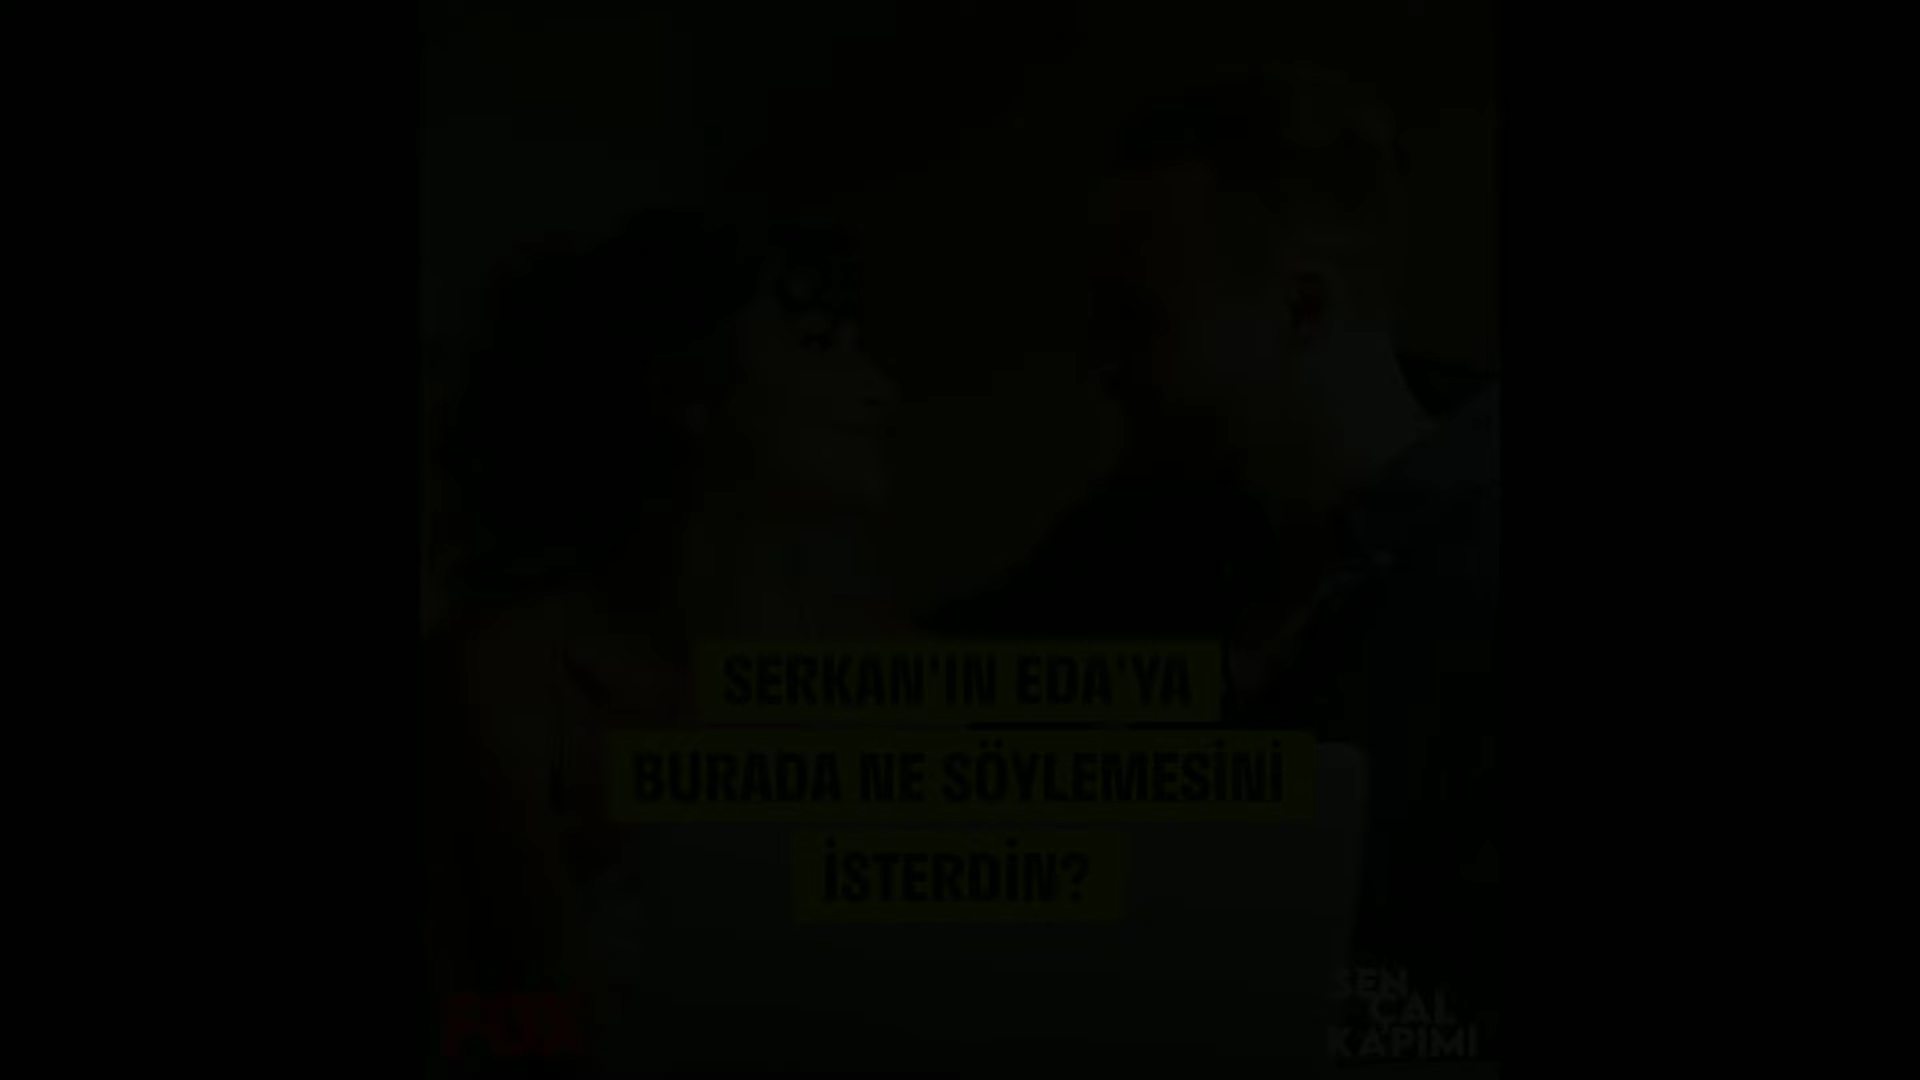 SERKAN'IN EDA'YA
BURADA NE SÖYLEMESİNİ
İSTERDİN?
FOX
SEN
ÇAL
KAPIMI